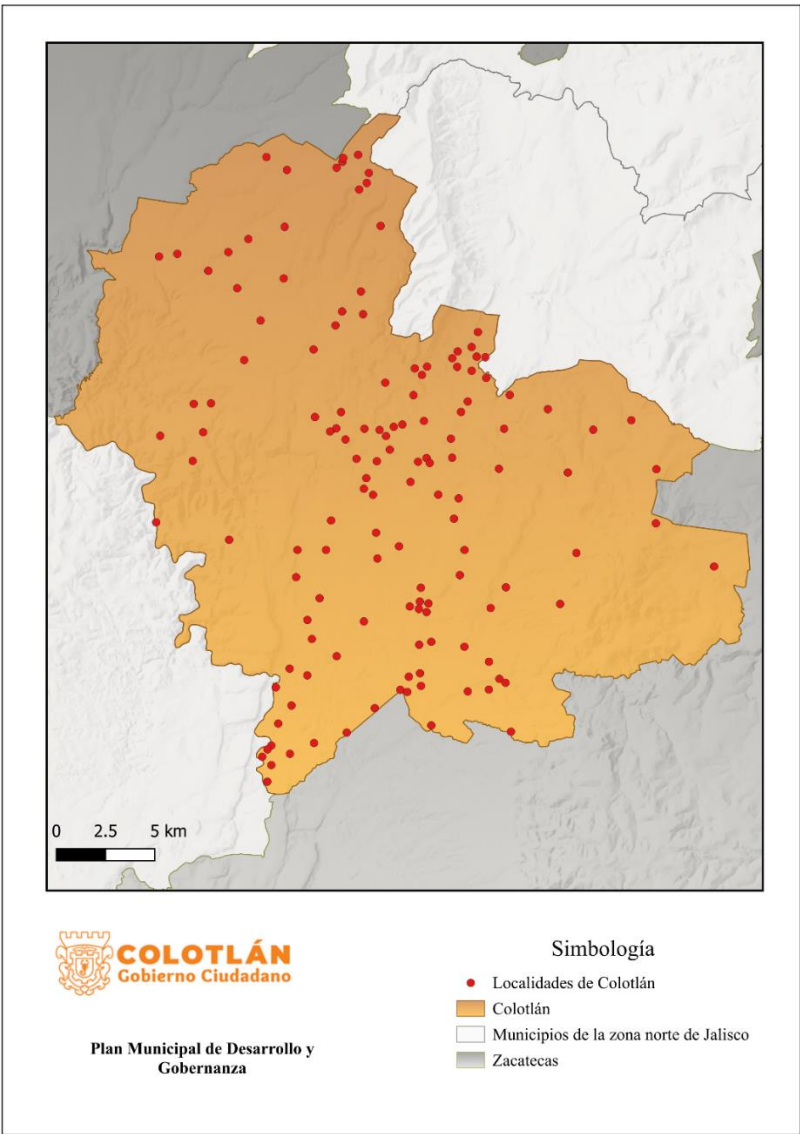 0 2.5 5 km
COLOTLÁN
Gobierno Ciudadano
Plan Municipal de Desarrollo y
Gobernanza
Simbología
Localidades de Colotlán
Colotlán
Municipios de la zona norte de Jalisco
Zacatecas